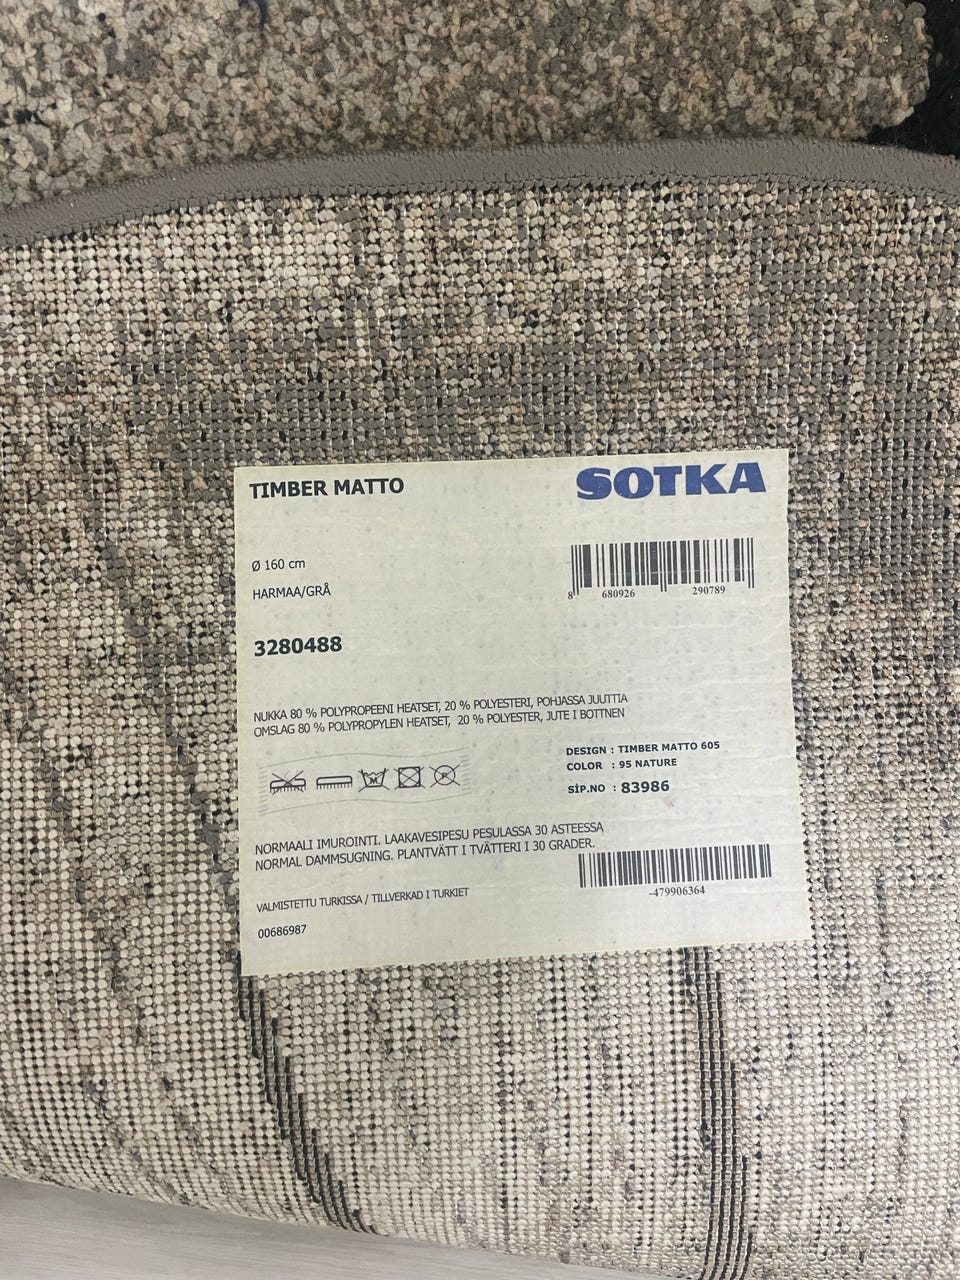 TIMBER MATTO
SOTKA
Ø 160 cm
HARMAA/GRÅ
8 680926 290789
3280488
NUKKA 80 % POLYPROPEENI HEATSET, 20 % POLYESTERI, POHJASSA JUUTTIA
OMSLAG 80 % POLYPROPYLEN HEATSET, 20 % POLYESTER, JUTE I BOTTNEN
DESIGN : TIMBER MATTO 605
COLOR : 95 NATURE
SİP.NO : 83986
NORMAALI IMUROINTI. LAAKAVESIPESU PESULASSA 30 ASTEESSA
NORMAL DAMMSUGNING. PLANTVÄTT I TVÄTTERI I 30 GRADER.
-479906364
VALMISTETTU TURKISSA / TILLVERKAD I TURKIET
00686987